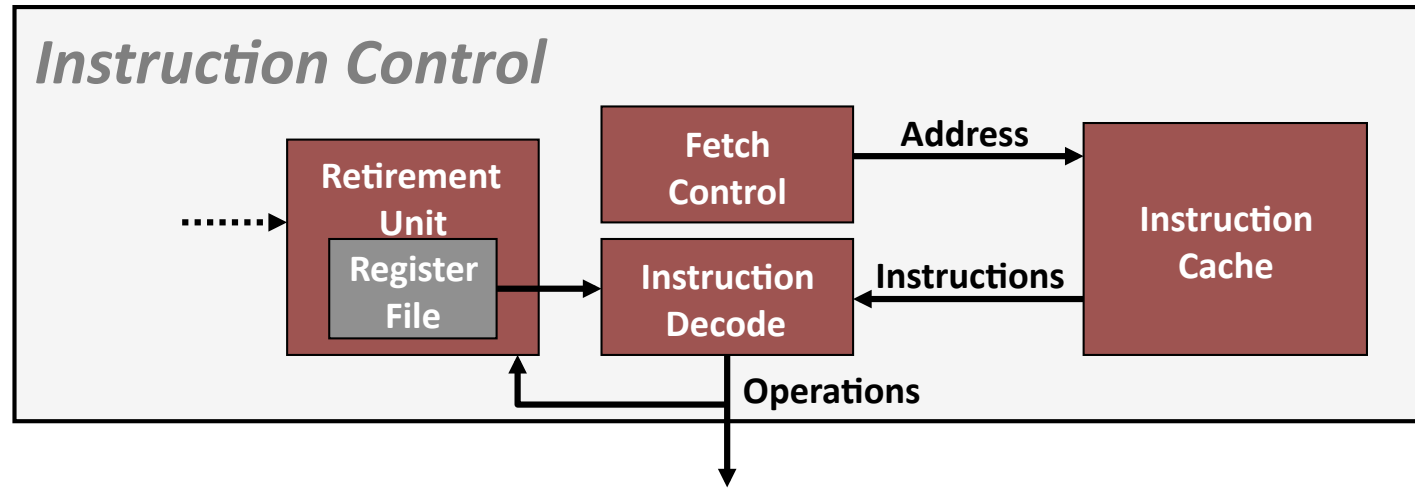 Instruction Control
Fetch
Control
Address
Retirement
Unit
Instruction
Cache
Register
File
Instruction
Decode
Instructions
Operations